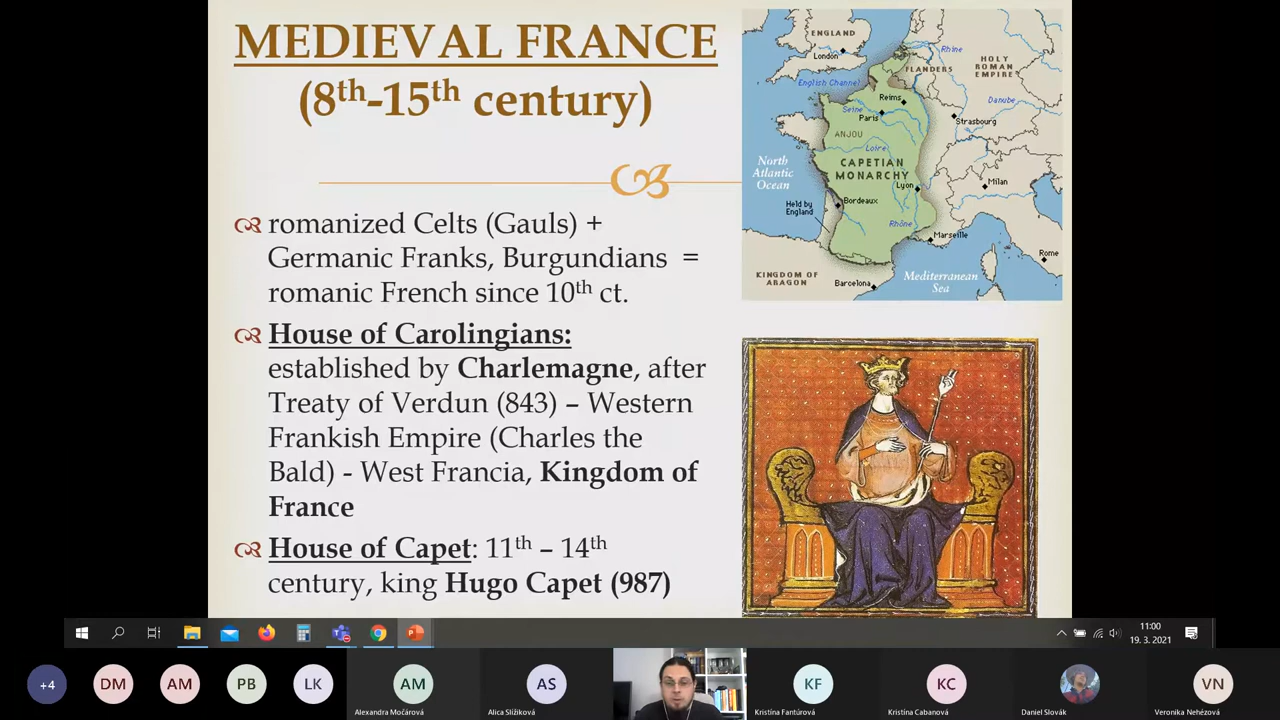 MEDIEVAL FRANCE
(8th-15th century)
romanized Celts (Gauls) +
Germanic Franks, Burgundians =
romanic French since 10th ct.
House of Carolingians:
established by Charlemagne, after
Treaty of Verdun (843) – Western
Frankish Empire (Charles the
Bald) - West Francia, Kingdom of
France
House of Capet: 11th – 14th
century, king Hugo Capet (987)
ENGLAND
London
Rhine
FLANDERS
HOLY
ROMAN
EMPIRE
English Channel
Reims
Danube
Seine
Paris
Strasbourg
ANJOU
Loire
North
Atlantic
Ocean
CAPETIAN
MONARCHY
Lyon
Milan
Held by
England
Bordeaux
Rhône
Marseille
Rome
KINGDOM OF
ARAGON
Barcelona
Mediterranean
Sea
11:00
19. 3. 2021
+4
DM
AM
PB
LK
AM
Alexandra Močárová
AS
Alica Slížiková
KF
Kristína Fantúrová
KC
Kristína Cabanová
Daniel Slovák
VN
Veronika Nehézová